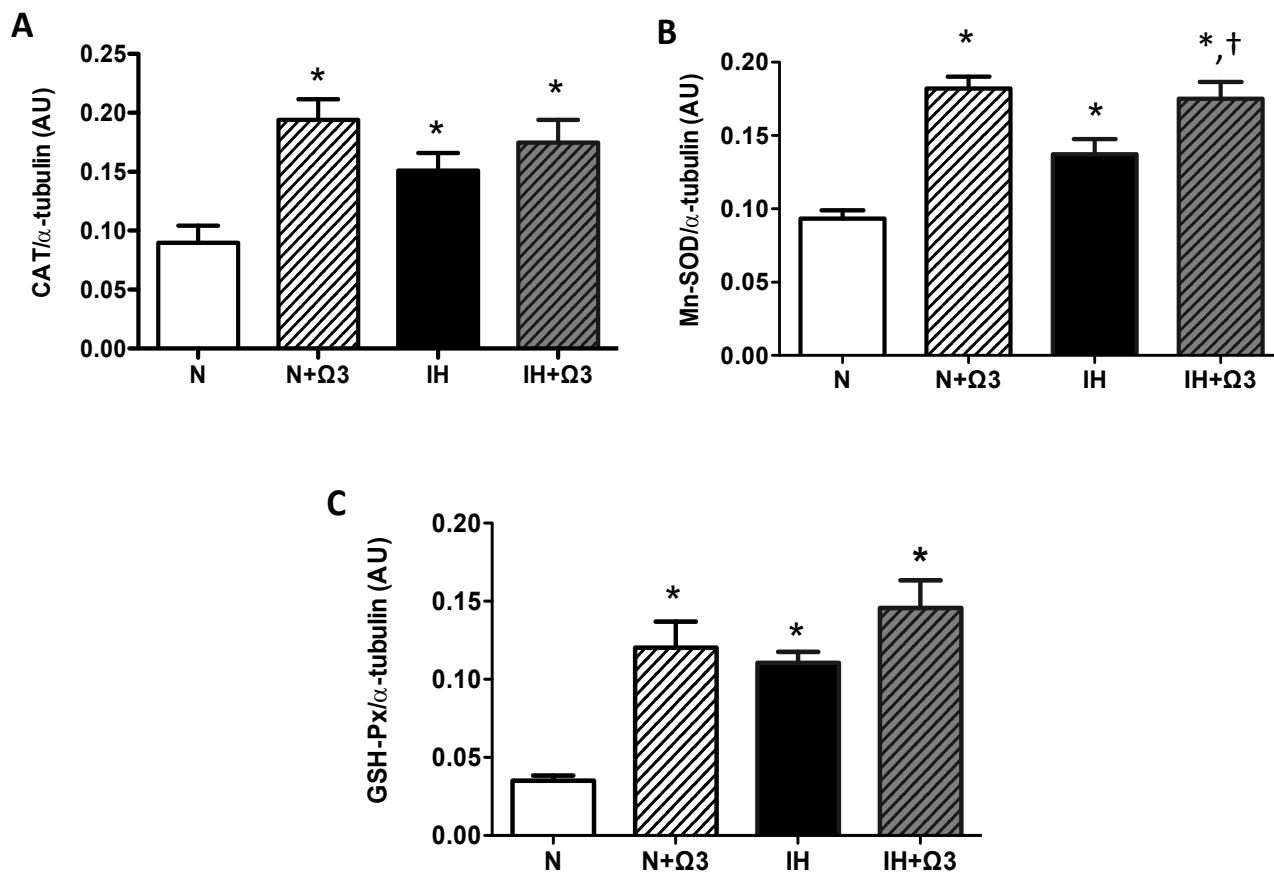 A
CAT/α-tubulin (AU)
0.25
0.20
0.15
0.10
0.05
0.00
*
*
*
N N+Ω3 IH IH+Ω3
B
Mn-SOD/α-tubulin (AU)
0.20
0.15
0.10
0.05
0.00
*
*
*,†
N N+Ω3 IH IH+Ω3
C
GSH-Px/α-tubulin (AU)
0.20
0.15
0.10
0.05
0.00
*
*
*
N N+Ω3 IH IH+Ω3